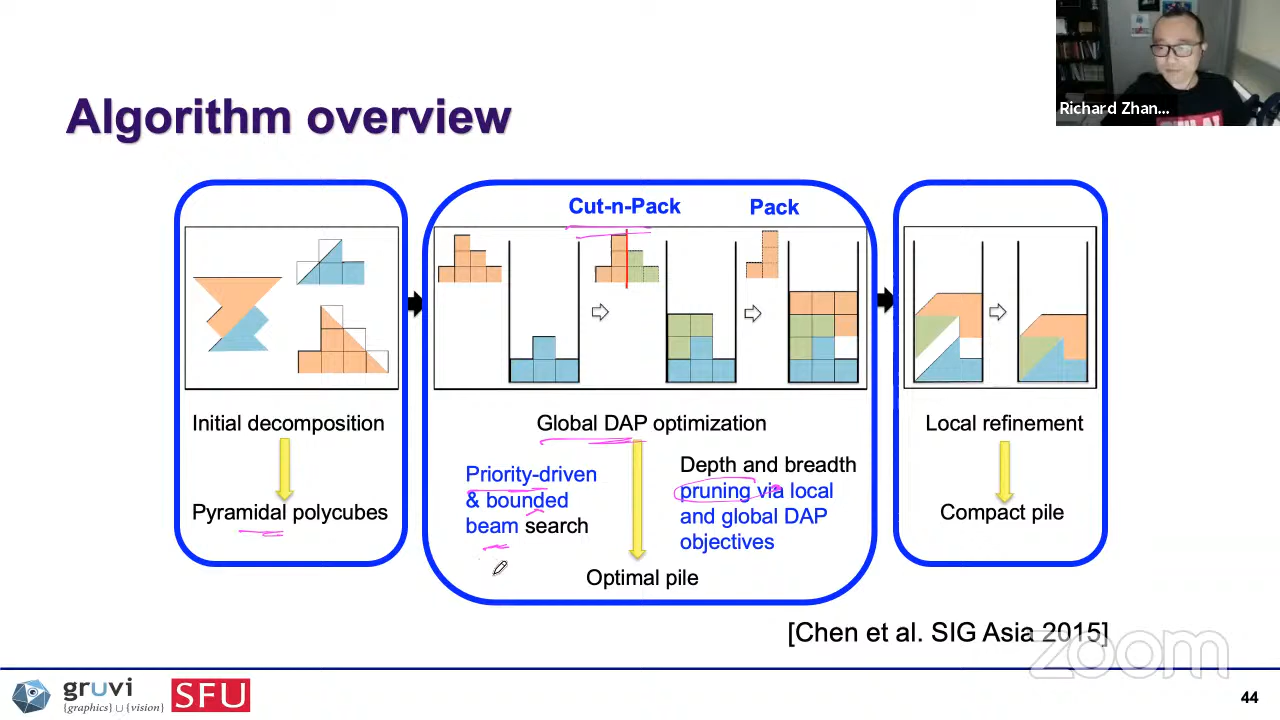 Richard Zhan...
Algorithm overview
Cut-n-Pack
Pack
Initial decomposition
Pyramidal polycubes
Global DAP optimization
Priority-driven
& bounded
beam search
Depth and breadth
pruning via local
and global DAP
objectives
Optimal pile
Local refinement
Compact pile
[Chen et al. SIG Asia 2015]
zoom
gruvi
{graphics} ∪ {vision}
SFU
44